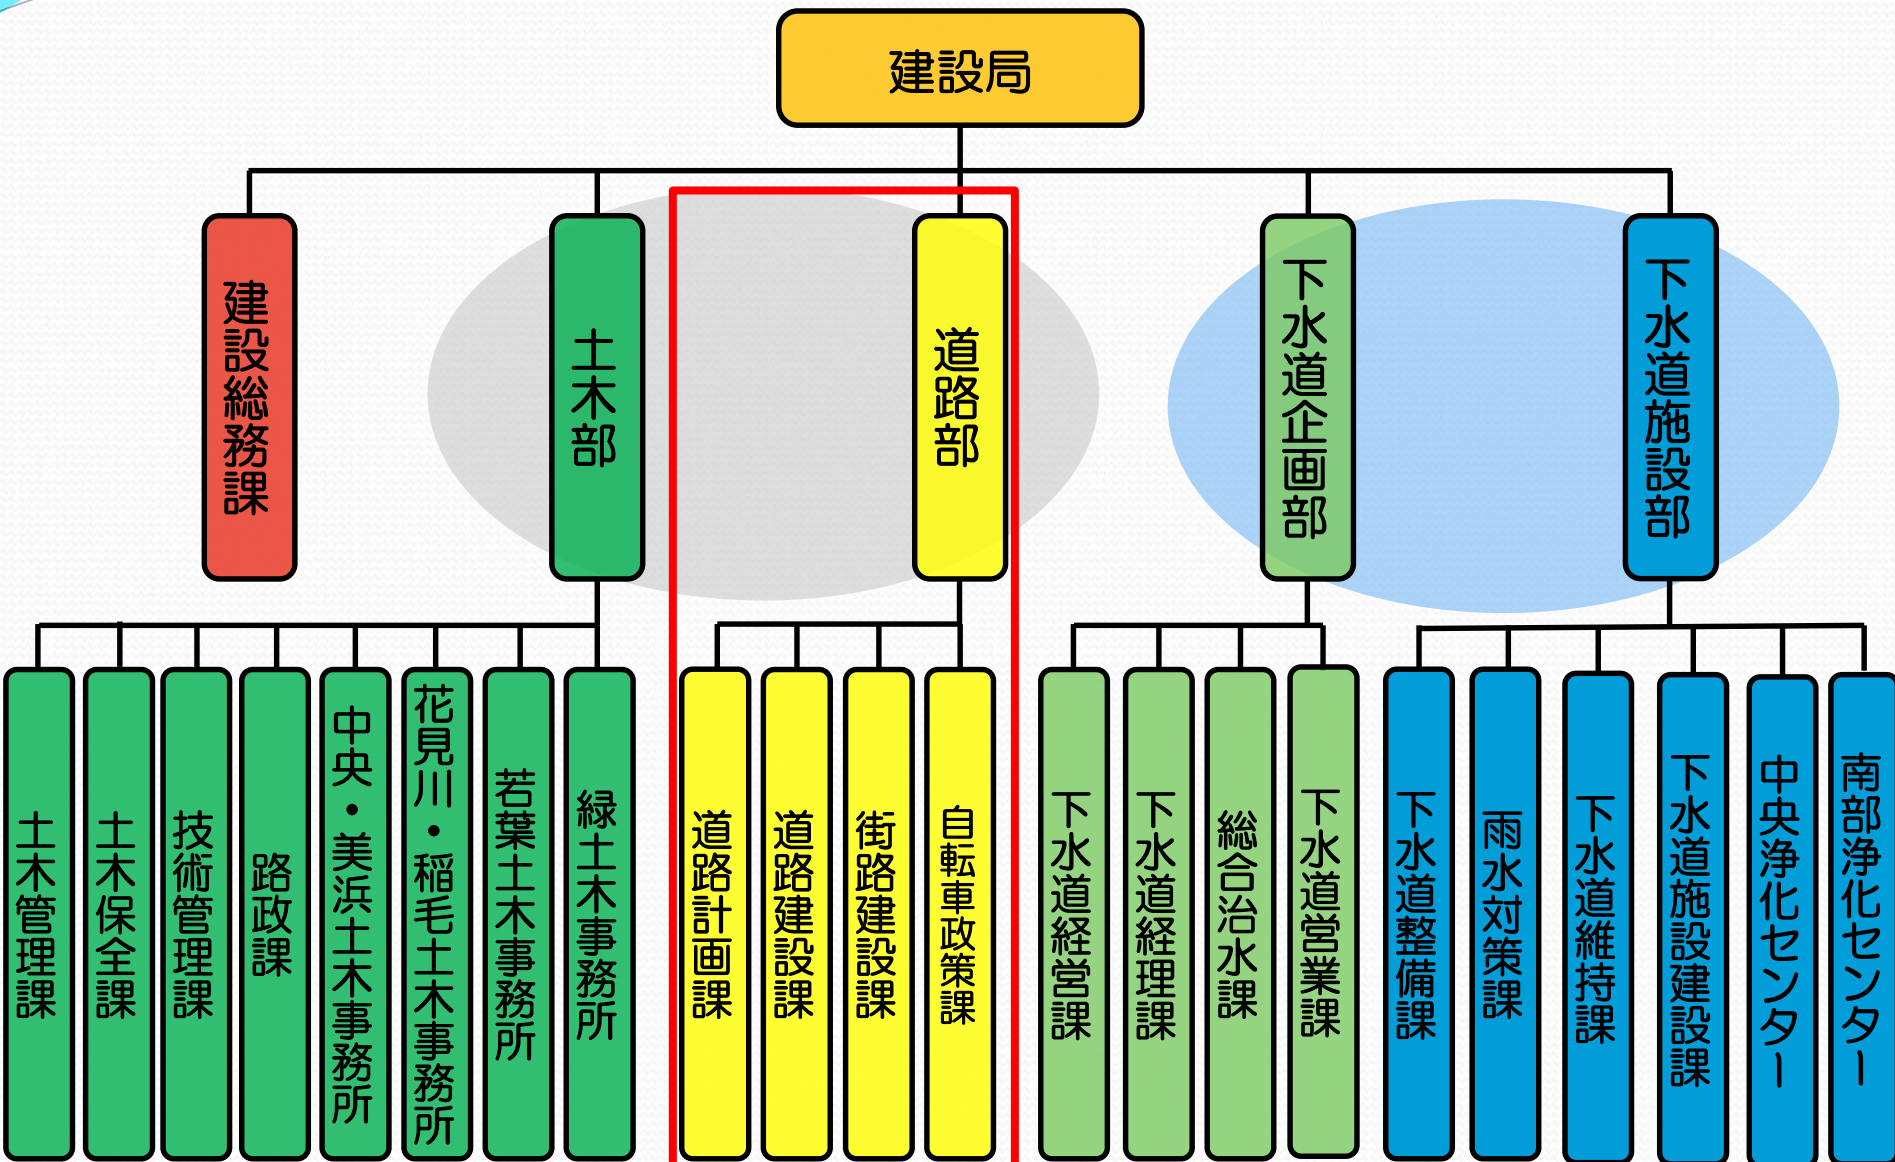 建設局
建設総務課
土木部
道路部
下水道企画部
下水道施設部
土木管理課
土木保全課
技術管理課
路政課
中央・美浜土木事務所
花見川・稲毛土木事務所
若葉土木事務所
緑土木事務所
道路計画課
道路建設課
街路建設課
自転車政策課
下水道経営課
下水道経理課
総合治水課
下水道営業課
下水道整備課
雨水対策課
下水道維持課
下水道施設建設課
中央浄化センター
南部浄化センター